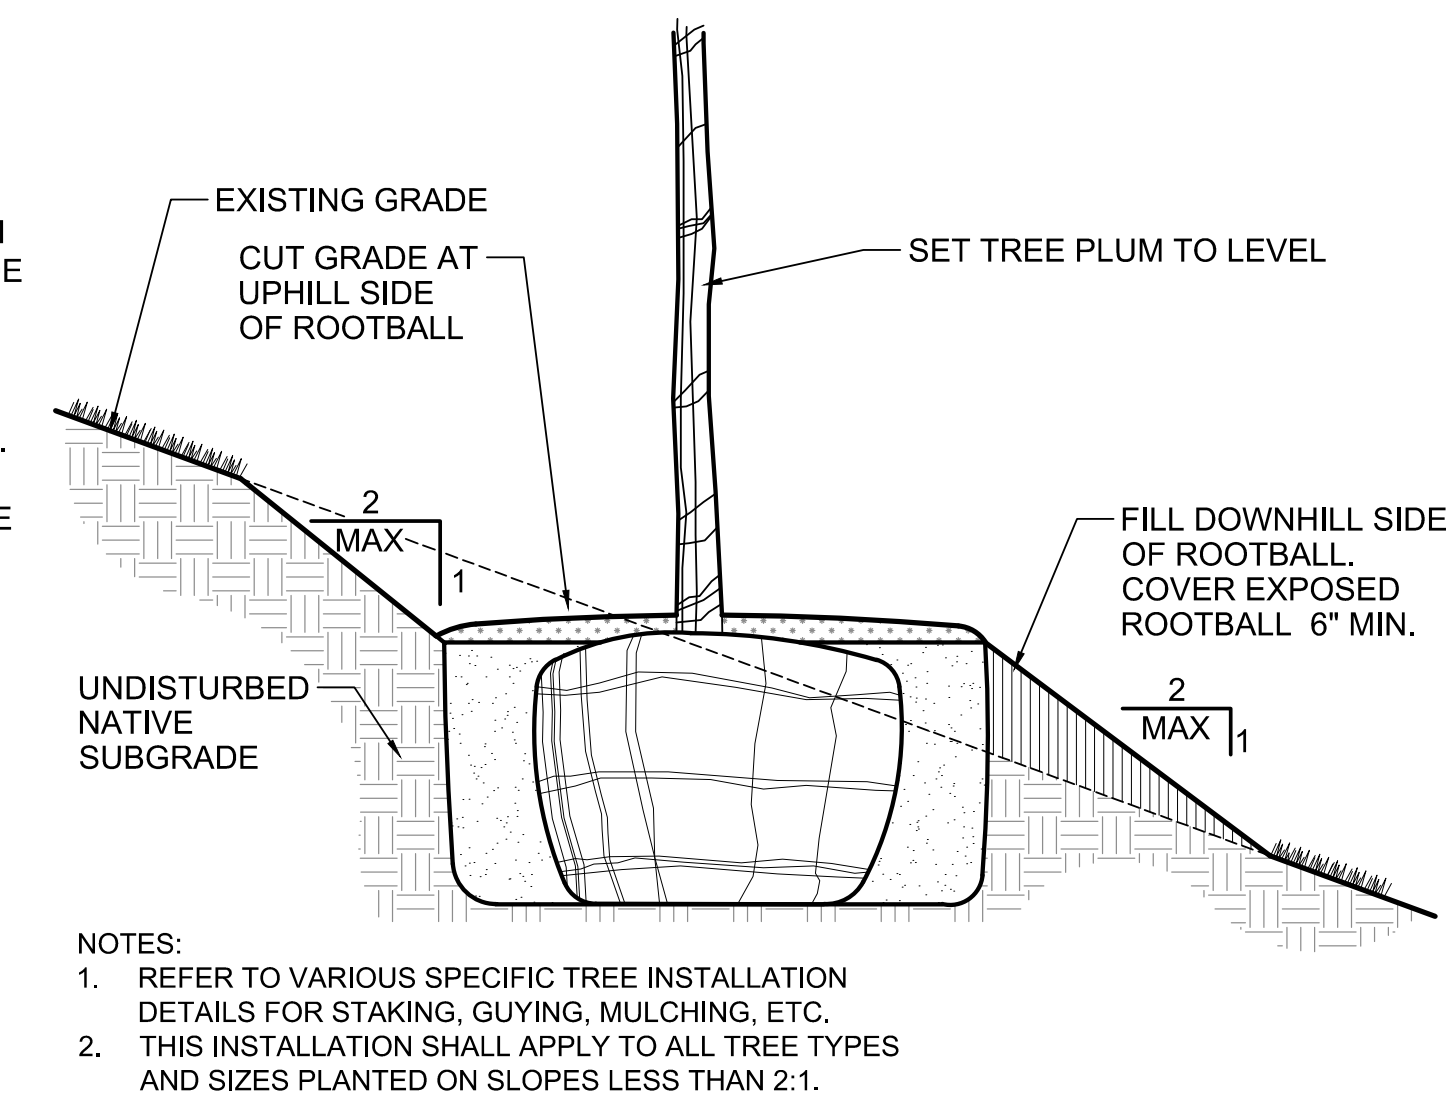 EXISTING GRADE
CUT GRADE AT
UPHILL SIDE
OF ROOTBALL
SET TREE PLUM TO LEVEL
E
.
E
2
MAX
1
FILL DOWNHILL SIDE
OF ROOTBALL.
COVER EXPOSED
ROOTBALL 6" MIN.
2
MAX
1
UNDISTURBED
NATIVE
SUBGRADE
NOTES:
1. REFER TO VARIOUS SPECIFIC TREE INSTALLATION
DETAILS FOR STAKING, GUYING, MULCHING, ETC.
2. THIS INSTALLATION SHALL APPLY TO ALL TREE TYPES
AND SIZES PLANTED ON SLOPES LESS THAN 2:1.